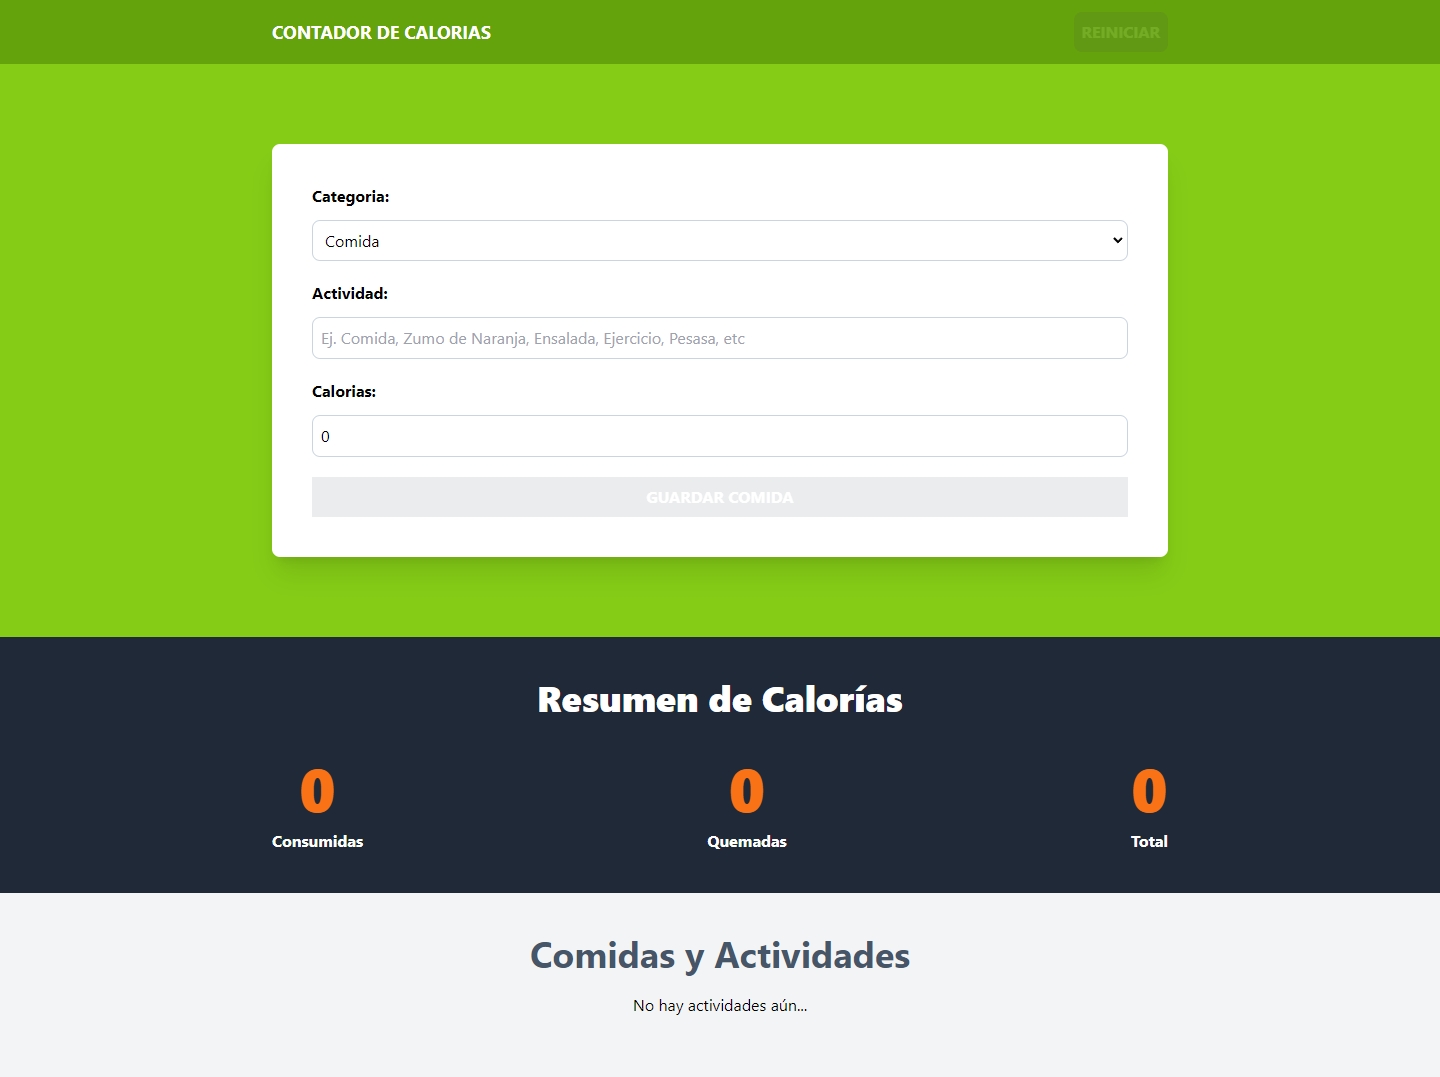 CONTADOR DE CALORIAS
REINICIAR
Categoria:
Comida
Actividad:
Ej. Comida, Zumo de Naranja, Ensalada, Ejercicio, Pesasa, etc
Calorias:
0
GUARDAR COMIDA
Resumen de Calorías
0 0 0
Consumidas Quemadas Total
Comidas y Actividades
No hay actividades aún...